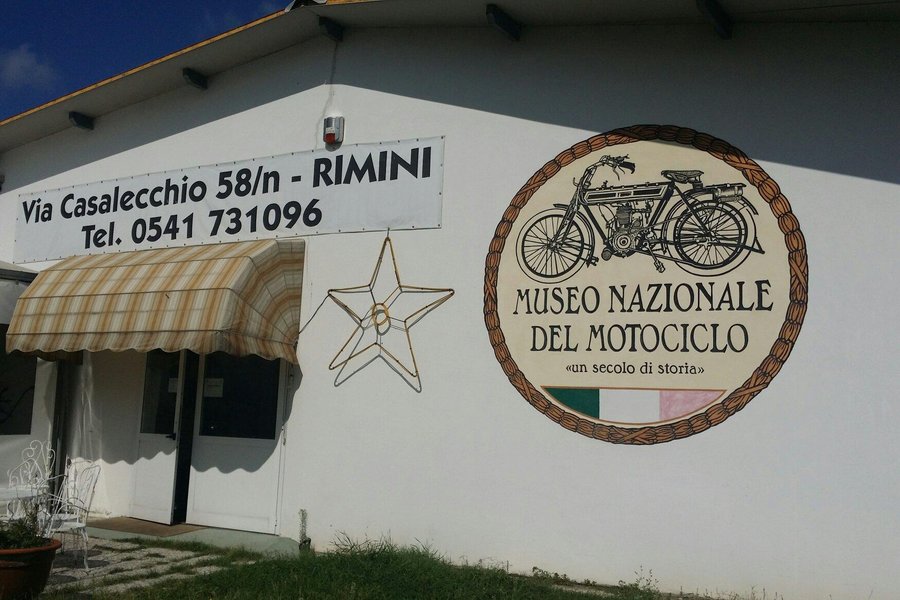 Via Casalecchio 58/n - RIMINI
Tel. 0541 731096
MUSEO NAZIONALE
DEL MOTOCICLO
«un secolo di storia»